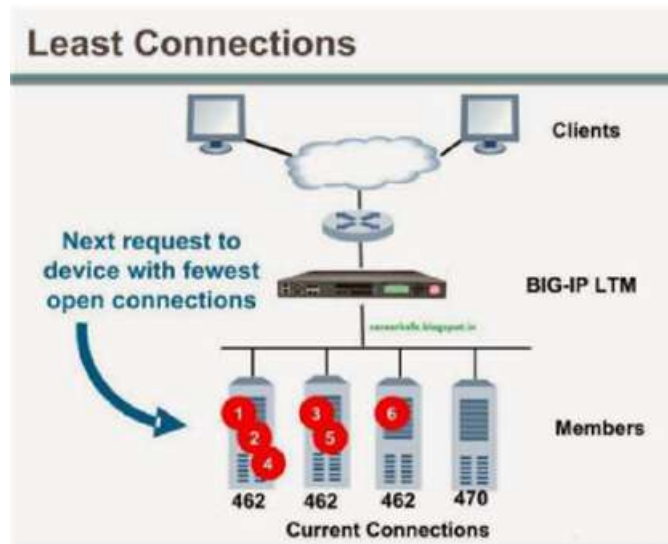 Least Connections
Clients
Next request to
device with fewest
open connections
BIG-IP LTM
1
3
6
2
5
4
Members
462
462
462
470
Current Connections